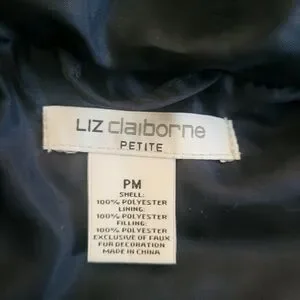 LIZ claiborne
PETITE
PM
SHELL:
100% POLYESTER
LINING:
100% POLYESTER
FILLING:
100% POLYESTER
EXCLUSIVE OF FAUX
FUR DECORATION
MADE IN CHINA